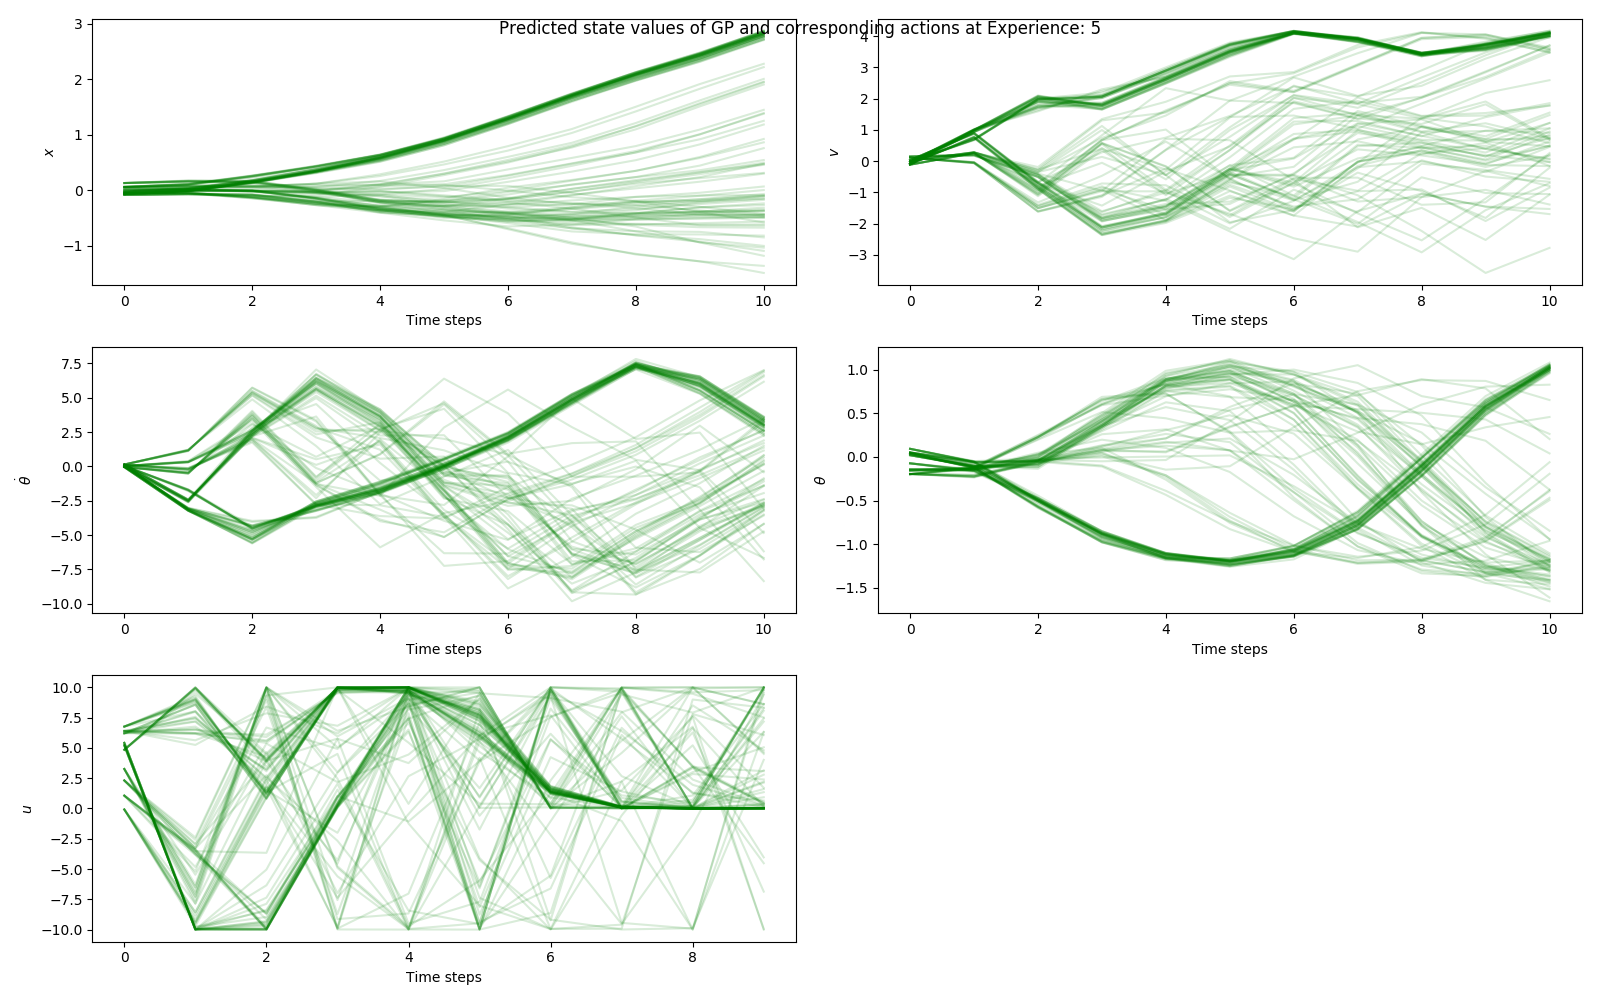 Predicted state values of GP and corresponding actions at Experience: 5
3
2
1
0
−1
x
0 2 4 6 8 10
Time steps
4
3
2
1
0
−1
−2
−3
v
0 2 4 6 8 10
Time steps
7.5
5.0
2.5
0.0
−2.5
−5.0
−7.5
−10.0
θ̇
0 2 4 6 8 10
Time steps
1.0
0.5
0.0
−0.5
−1.0
−1.5
θ
0 2 4 6 8 10
Time steps
10.0
7.5
5.0
2.5
0.0
−2.5
−5.0
−7.5
−10.0
u
0 2 4 6 8
Time steps